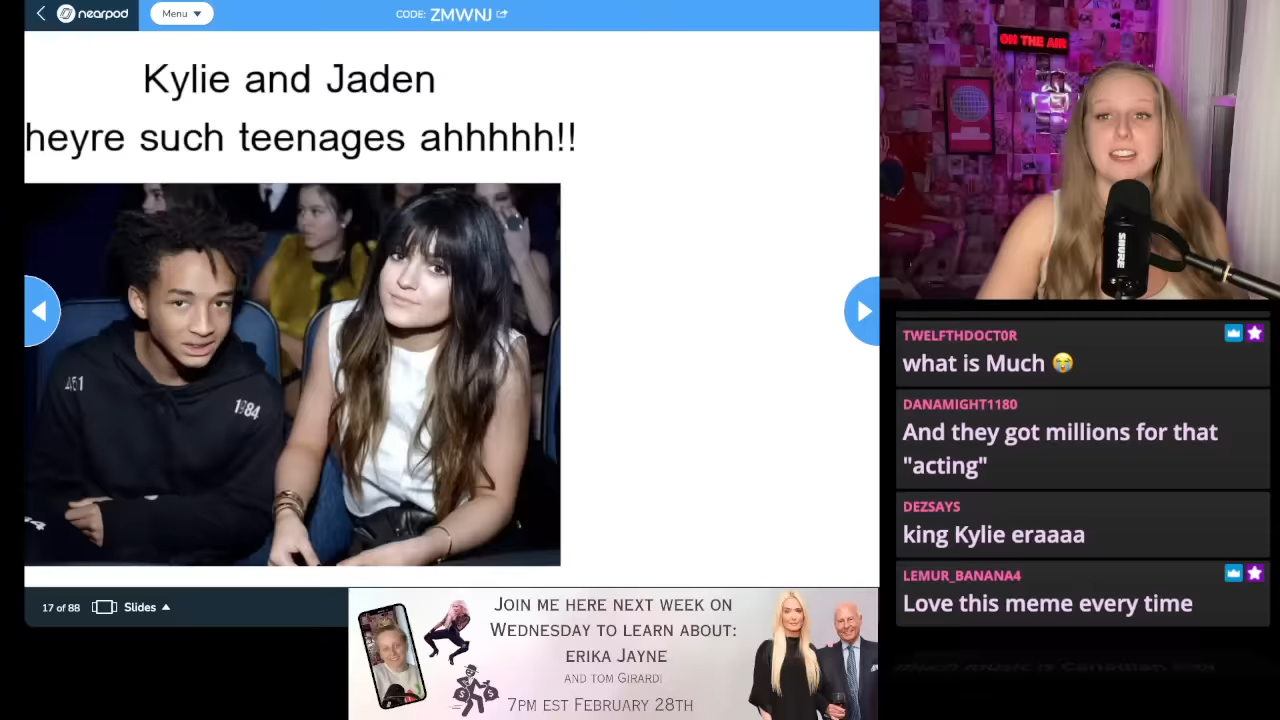 nearpod
Menu
CODE: ZMWNJ
Kylie and Jaden
heyre such teenages ahhhhh!!
451
1984
17 of 88
Slides
JOIN ME HERE NEXT WEEK ON
WEDNESDAY TO LEARN ABOUT:
ERIKA JAYNE
AND TOM GIRARDI
7PM EST FEBRUARY 28TH
ON THE AIR
SHURE
TWELFTHDOCT0R
what is Much 😭
DANAMIGHT1180
And they got millions for that
"acting"
DEZSAYS
king Kylie eraaaa
LEMUR_BANANA4
Love this meme every time